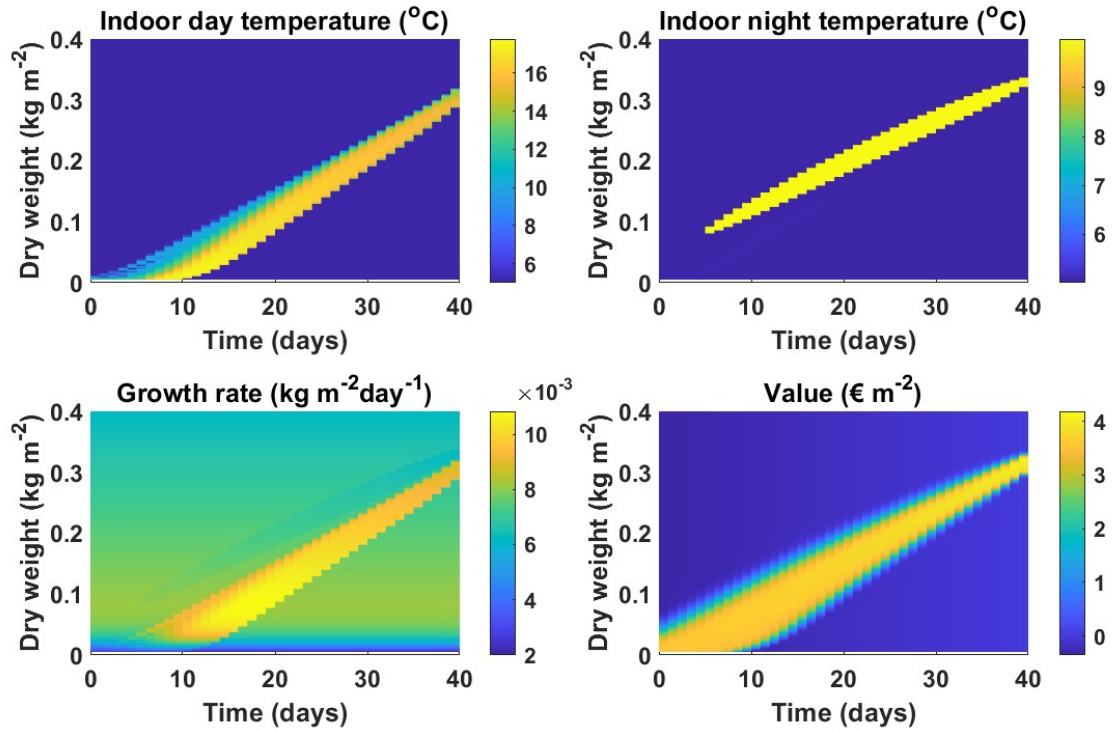 Indoor day temperature (°C)
Dry weight (kg m⁻²)
0.4
0.3
0.2
0.1
0
0 10 20 30 40
Time (days)
16
14
12
10
8
6
Indoor night temperature (°C)
Dry weight (kg m⁻²)
0.4
0.3
0.2
0.1
0
0 10 20 30 40
Time (days)
9
8
7
6
Growth rate (kg m⁻²day⁻¹)
×10⁻³
Dry weight (kg m⁻²)
0.4
0.3
0.2
0.1
0
0 10 20 30 40
Time (days)
10
8
6
4
2
Value (€ m⁻²)
Dry weight (kg m⁻²)
0.4
0.3
0.2
0.1
0
0 10 20 30 40
Time (days)
4
3
2
1
0